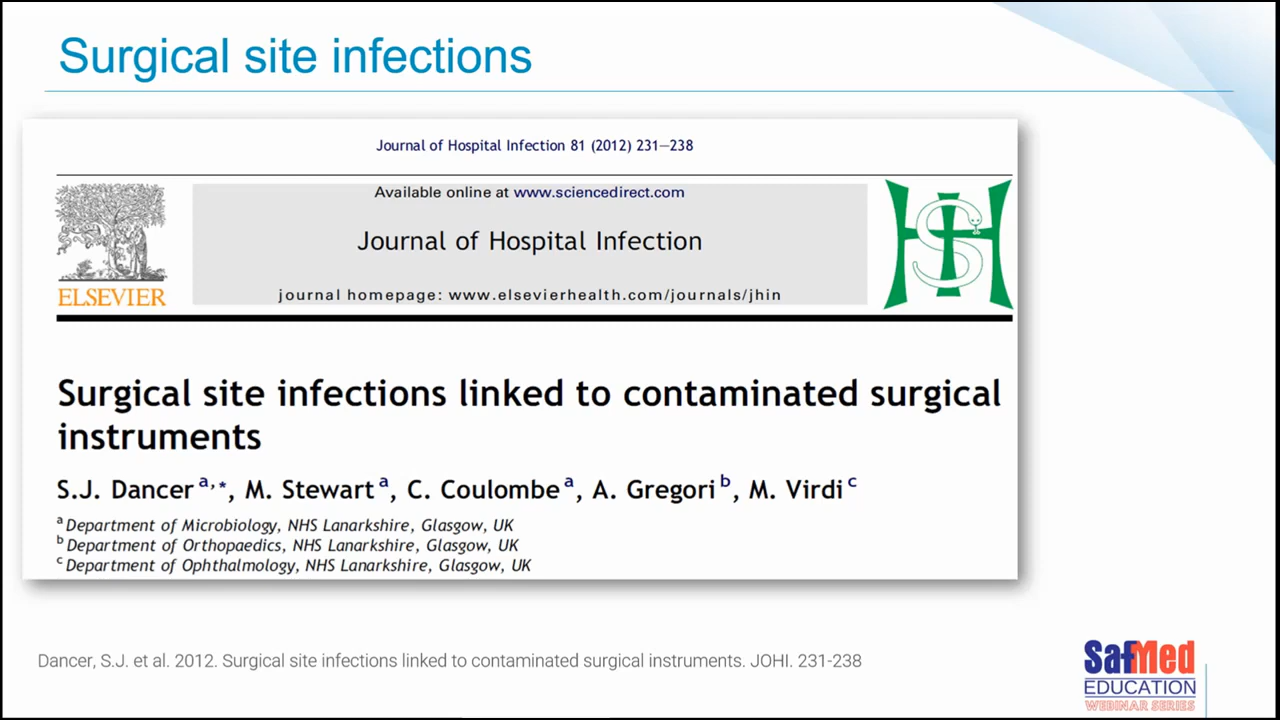 Surgical site infections
Journal of Hospital Infection 81 (2012) 231–238
Available online at www.sciencedirect.com
Journal of Hospital Infection
journal homepage: www.elsevierhealth.com/journals/jhin
ELSEVIER
HIS
Surgical site infections linked to contaminated surgical
instruments
S.J. Dancer a,*, M. Stewart a, C. Coulombe a, A. Gregori b, M. Virdi c
a Department of Microbiology, NHS Lanarkshire, Glasgow, UK
b Department of Orthopaedics, NHS Lanarkshire, Glasgow, UK
c Department of Ophthalmology, NHS Lanarkshire, Glasgow, UK
Dancer, S.J. et al. 2012. Surgical site infections linked to contaminated surgical instruments. JOHI. 231-238
SafMed
EDUCATION
WEBINAR SERIES